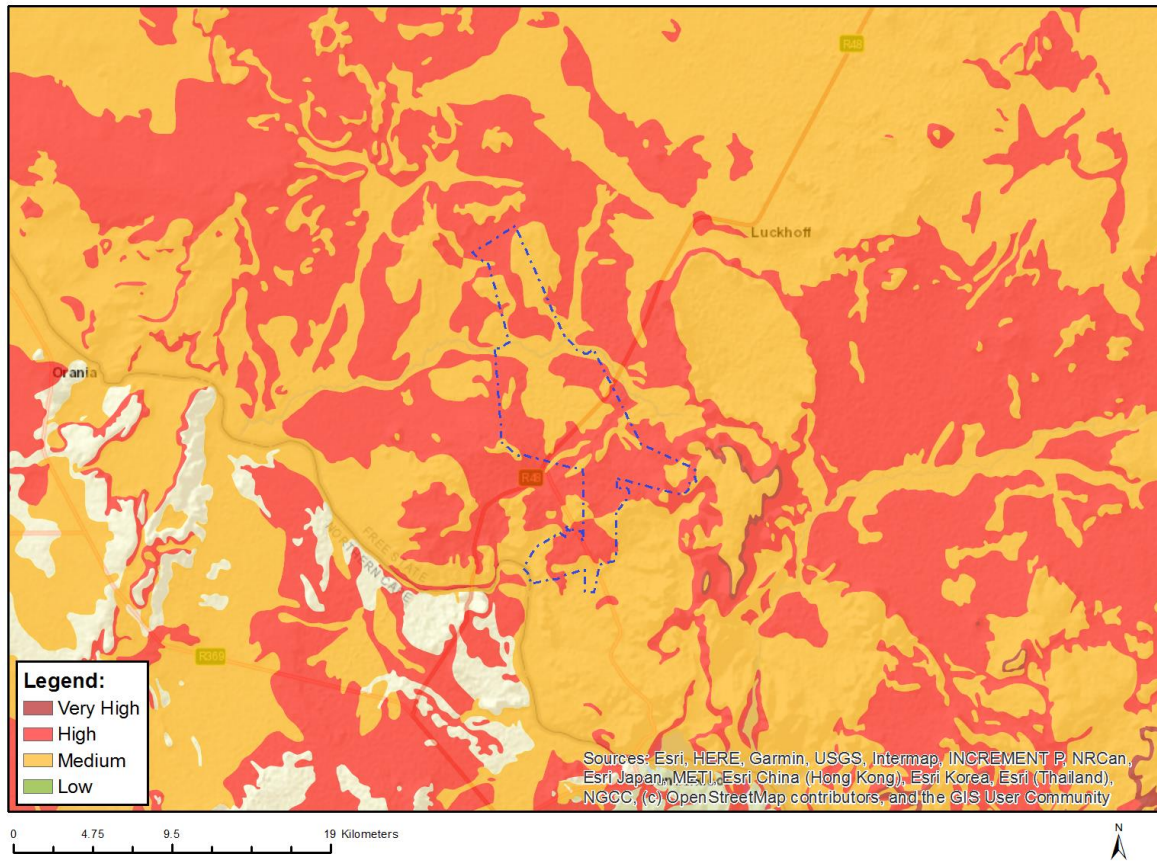 R48
Luckhoff
Orania
R48
FREE STATE
NORTHERN CAPE
R369
Legend:
Very High
High
Medium
Low
Sources: Esri, HERE, Garmin, USGS, Intermap, INCREMENT P, NRCan,
Esri Japan, METI, Esri China (Hong Kong), Esri Korea, Esri (Thailand),
NGCC, (c) OpenStreetMap contributors, and the GIS User Community
0 4.75 9.5 19 Kilometers
N